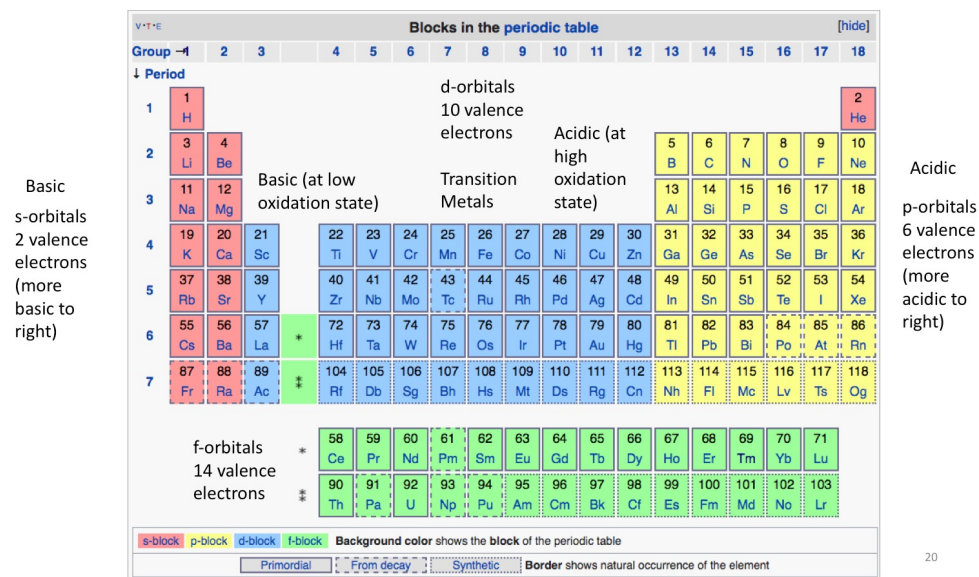 V·T·E Blocks in the periodic table [hide]
Group → 1 2 3 4 5 6 7 8 9 10 11 12 13 14 15 16 17 18
↓ Period
1 1 2
H He
2 3 4 5 6 7 8 9 10
Li Be B C N O F Ne
3 11 12 13 14 15 16 17 18
Na Mg Al Si P S Cl Ar
4 19 20 21 22 23 24 25 26 27 28 29 30 31 32 33 34 35 36
K Ca Sc Ti V Cr Mn Fe Co Ni Cu Zn Ga Ge As Se Br Kr
5 37 38 39 40 41 42 43 44 45 46 47 48 49 50 51 52 53 54
Rb Sr Y Zr Nb Mo Tc Ru Rh Pd Ag Cd In Sn Sb Te I Xe
6 55 56 57 * 72 73 74 75 76 77 78 79 80 81 82 83 84 85 86
Cs Ba La Hf Ta W Re Os Ir Pt Au Hg Tl Pb Bi Po At Rn
7 87 88 89 ** 104 105 106 107 108 109 110 111 112 113 114 115 116 117 118
Fr Ra Ac Rf Db Sg Bh Hs Mt Ds Rg Cn Nh Fl Mc Lv Ts Og
* 58 59 60 61 62 63 64 65 66 67 68 69 70 71
Ce Pr Nd Pm Sm Eu Gd Tb Dy Ho Er Tm Yb Lu
** 90 91 92 93 94 95 96 97 98 99 100 101 102 103
Th Pa U Np Pu Am Cm Bk Cf Es Fm Md No Lr
d-orbitals
10 valence
electrons
Transition
Metals
Basic (at low
oxidation state)
Acidic (at
high
oxidation
state)
Basic
s-orbitals
2 valence
electrons
(more
basic to
right)
Acidic
p-orbitals
6 valence
electrons
(more
acidic to
right)
f-orbitals
14 valence
electrons
s-block p-block d-block f-block Background color shows the block of the periodic table
Primordial From decay Synthetic Border shows natural occurrence of the element
20